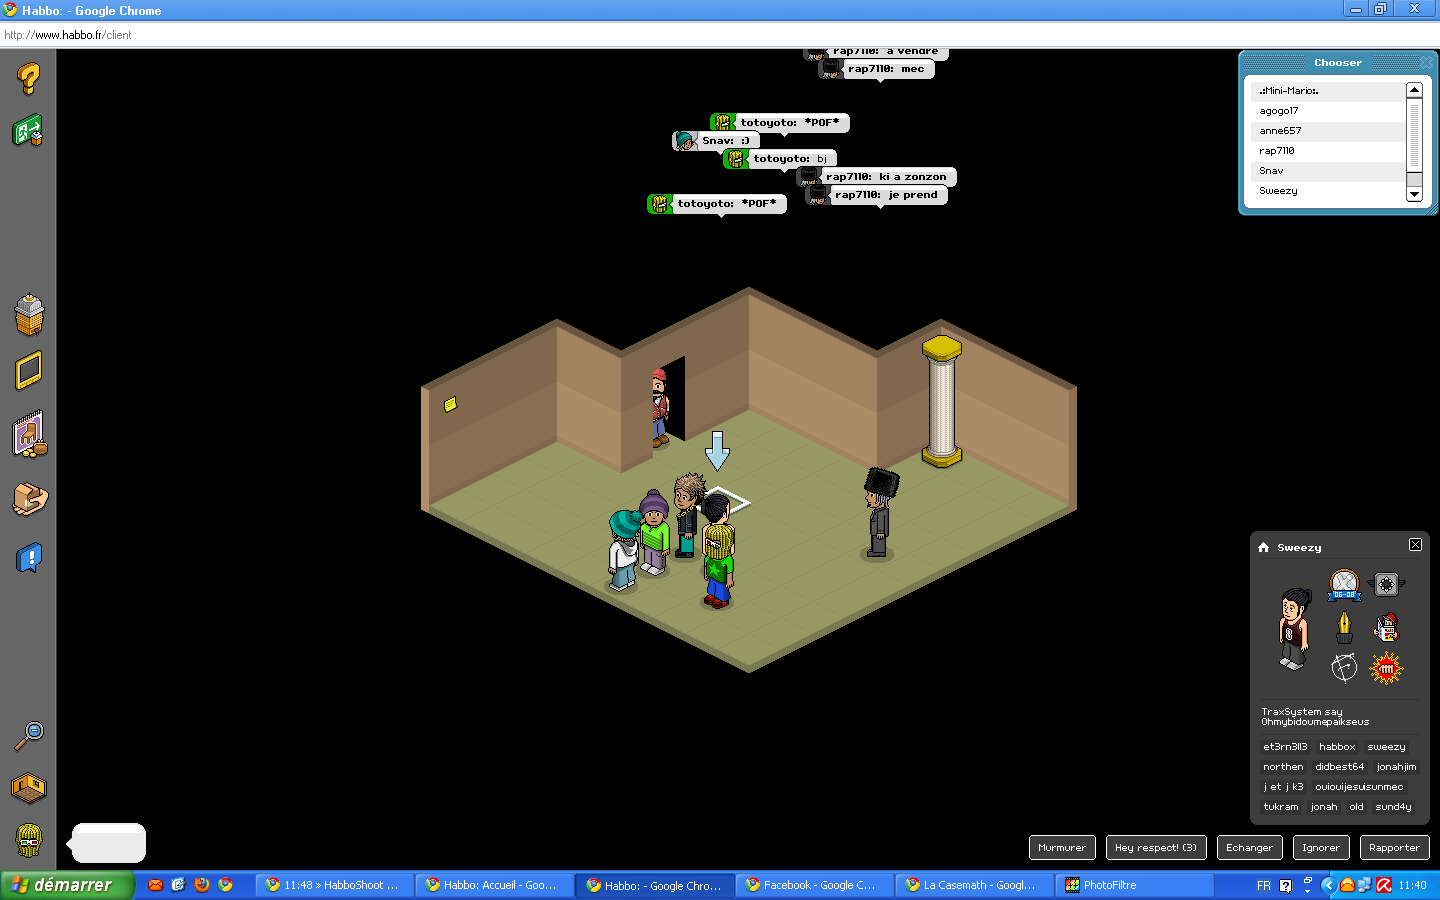 Habbo: - Google Chrome
http://www.habbo.fr/client
rap7110: a vendre
rap7110: mec
totoyoto: *POF*
Snav: :)
totoyoto: bj
rap7110: ki a zonzon
rap7110: je prend
totoyoto: *POF*
Chooser
.:Mini-Mario:.
agogo17
anne657
rap7110
Snav
Sweezy
Sweezy
06-08
TraxSystem say
Ohmybidoumepaikseus
et3rn3ll3 habbox sweezy
northen didbest64 jonahjim
j et j k3 ouiouijesuisunmec
tukram jonah old sund4y
Murmurer Hey respect! (3) Echanger Ignorer Rapporter
démarrer 11:48 » HabboShoot ... Habbo: Accueil - Goo... Habbo: - Google Chro... Facebook - Google C... La Casemath - Googl... PhotoFiltre FR 11:40